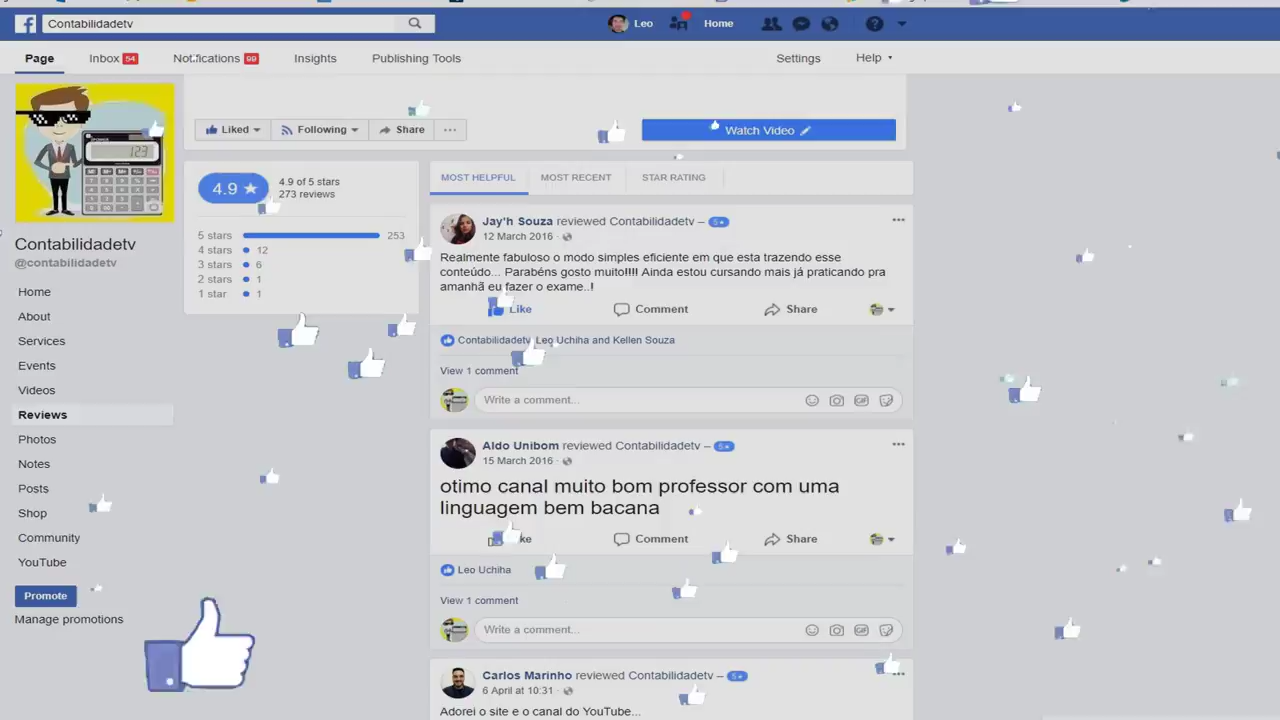 Contabilidadetv
Leo
Home
Page
Inbox 54
Notifications 99
Insights
Publishing Tools
Settings
Help
Liked
Following
Share
Watch Video
123
4.9
4.9 of 5 stars
273 reviews
5 stars 253
4 stars 12
3 stars 6
2 stars 1
1 star 1
MOST HELPFUL
MOST RECENT
STAR RATING
Contabilidadetv
@contabilidadetv
Home
About
Services
Events
Videos
Reviews
Photos
Notes
Posts
Shop
Community
YouTube
Promote
Manage promotions
Jay'h Souza reviewed Contabilidadetv – 5★
12 March 2016 ·
Realmente fabuloso o modo simples eficiente em que esta trazendo esse
conteúdo... Parabéns gosto muito!!!! Ainda estou cursando mais já praticando pra
amanhã eu fazer o exame..!
Like
Comment
Share
Contabilidadetv, Leo Uchiha and Kellen Souza
View 1 comment
Write a comment...
Aldo Unibom reviewed Contabilidadetv – 5★
15 March 2016 ·
otimo canal muito bom professor com uma
linguagem bem bacana
Like
Comment
Share
Leo Uchiha
View 1 comment
Write a comment...
Carlos Marinho reviewed Contabilidadetv – 5★
6 April at 10:31 ·
Adorei o site e o canal do YouTube...